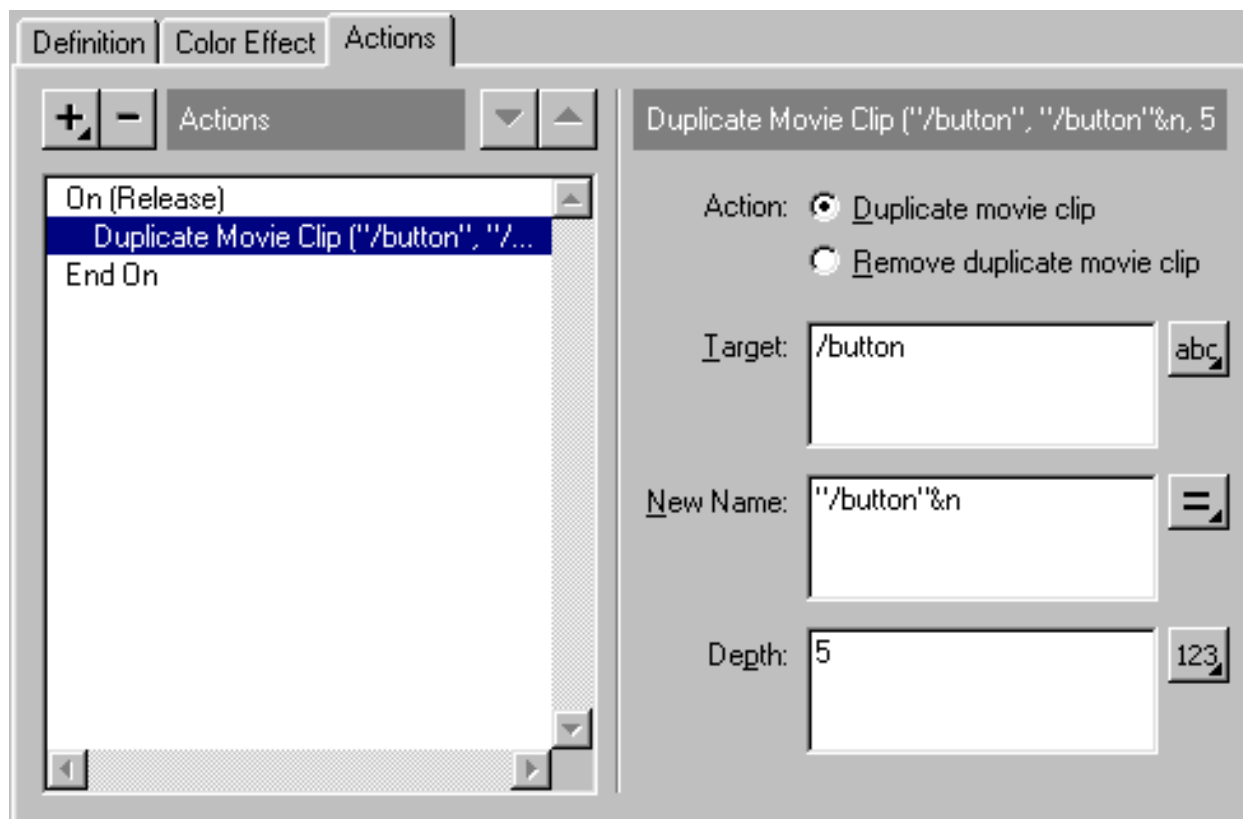 Definition
Color Effect
Actions
+
-
Actions
On (Release)
Duplicate Movie Clip ("/button", "/...
End On
Duplicate Movie Clip ("/button", "/button"&n, 5
Action:
Duplicate movie clip
Remove duplicate movie clip
Target:
/button
abc
New Name:
"/button"&n
=
Depth:
5
123